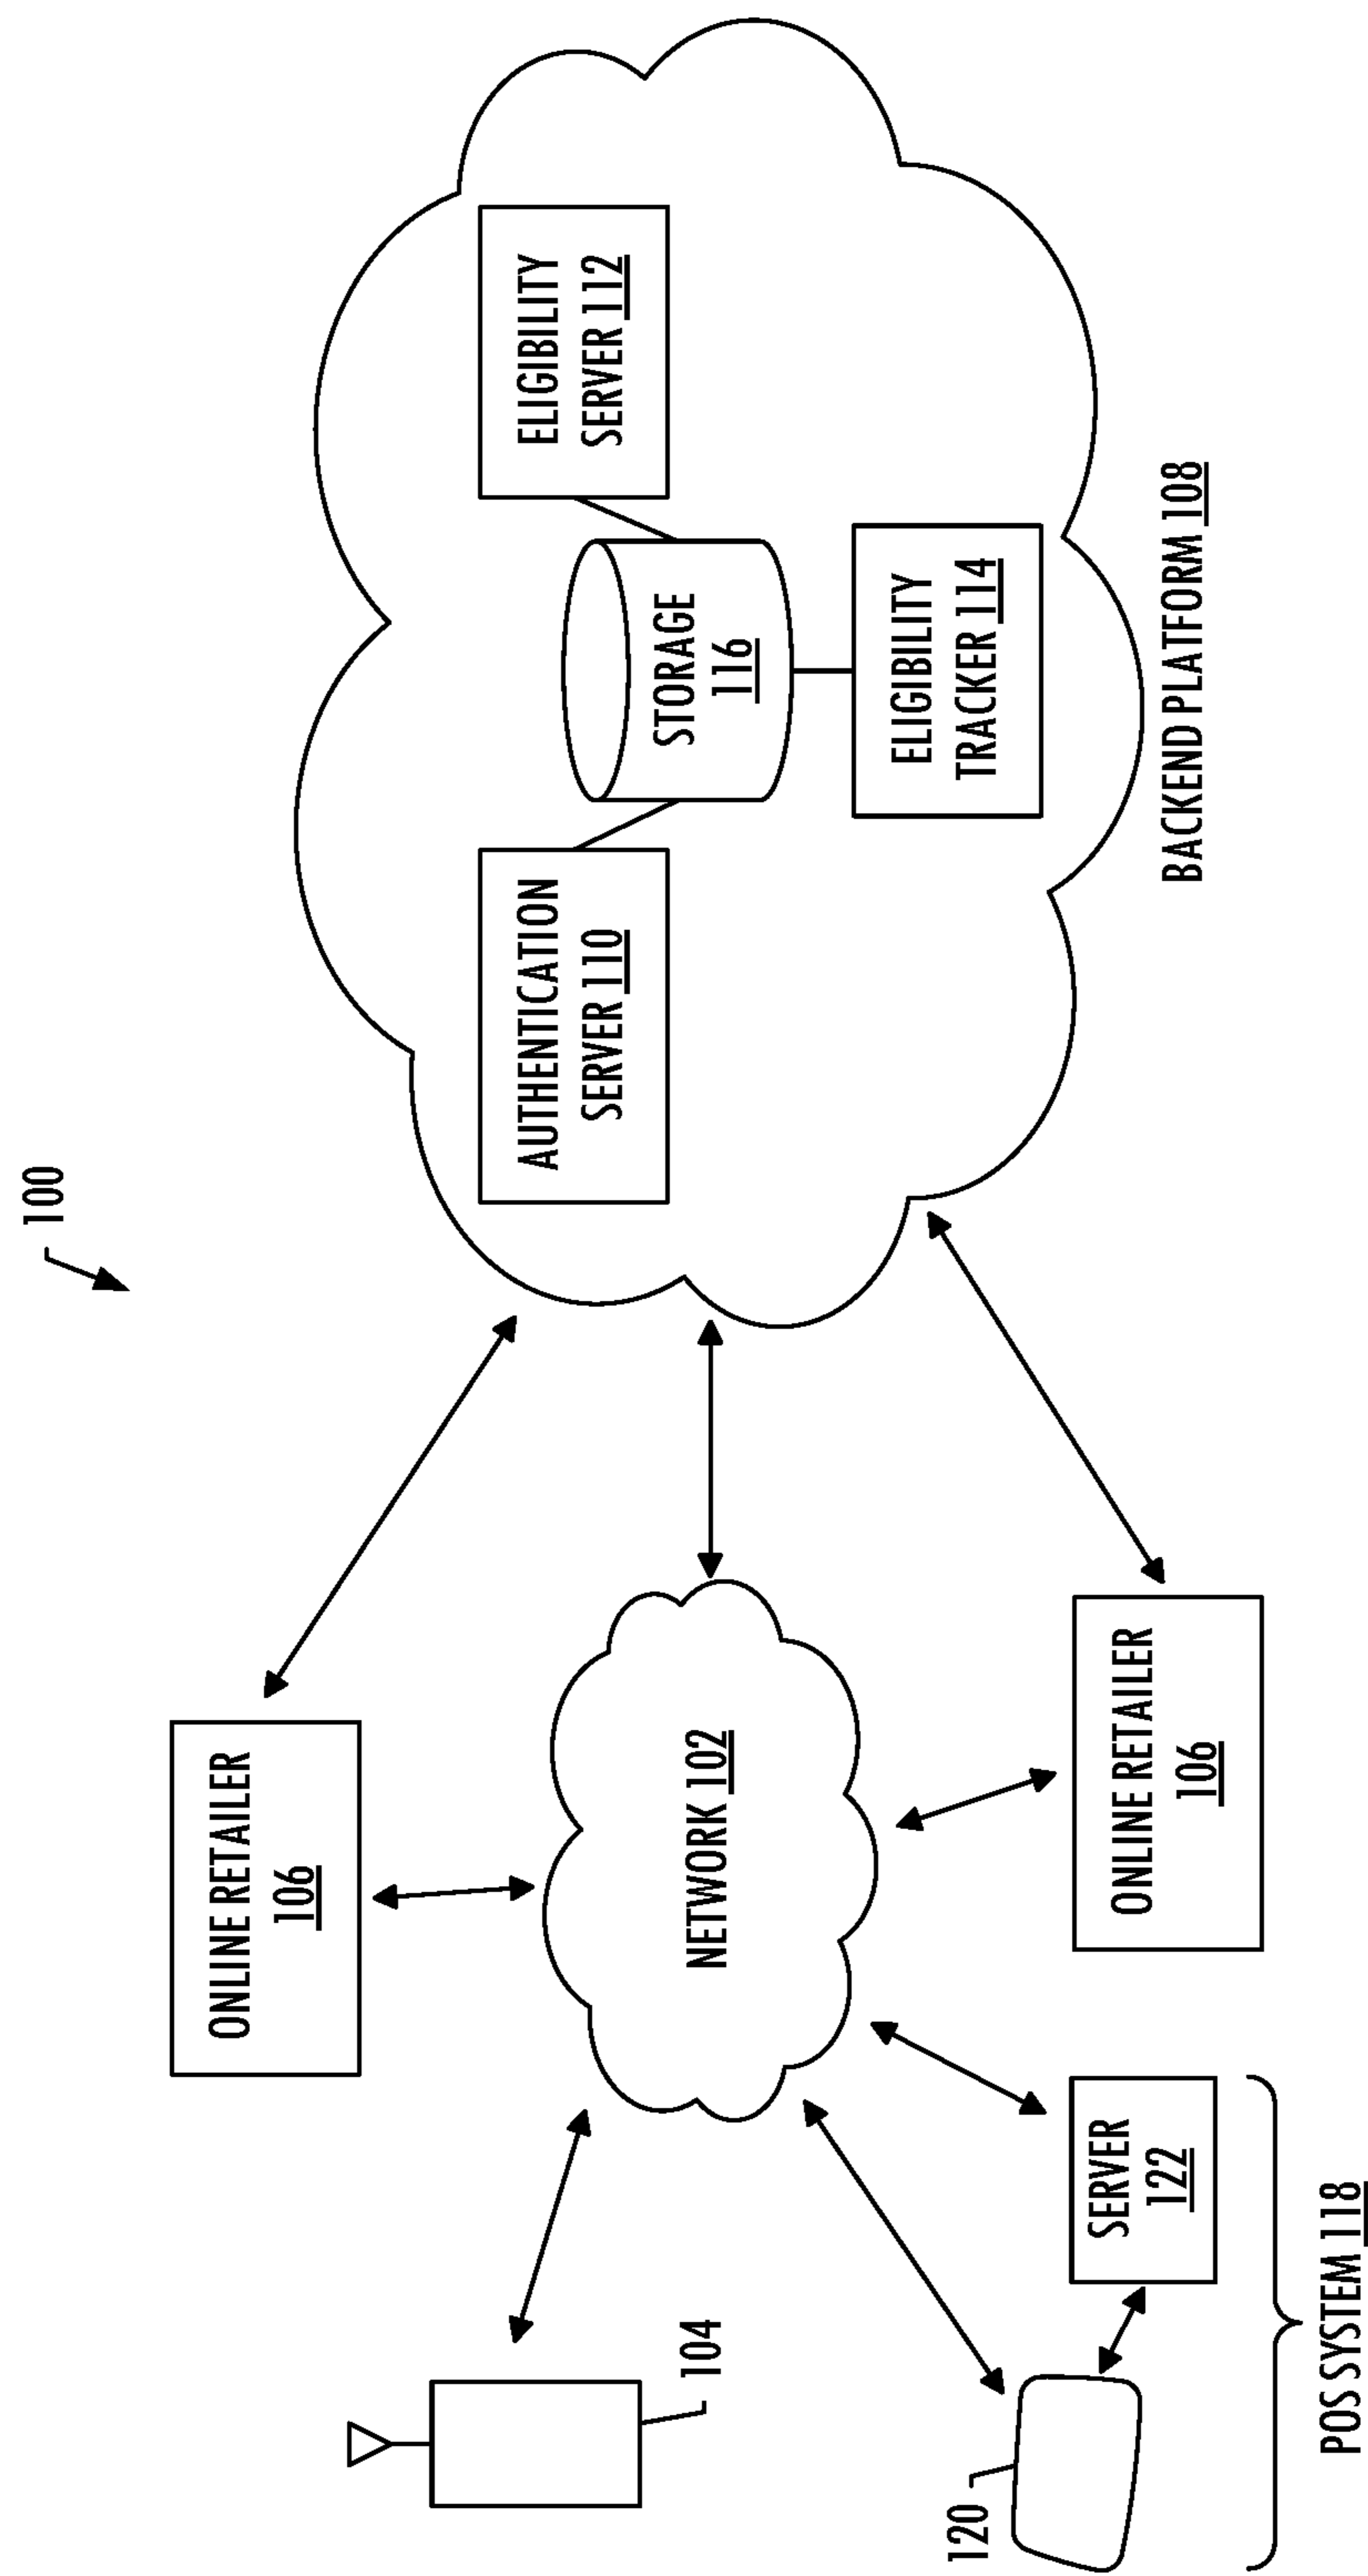 100
ONLINE RETAILER
106
104
NETWORK 102
AUTHENTICATION
SERVER 110
ELIGIBILITY
SERVER 112
STORAGE
116
ELIGIBILITY
TRACKER 114
BACKEND PLATFORM 108
120
SERVER
122
ONLINE RETAILER
106
POS SYSTEM 118